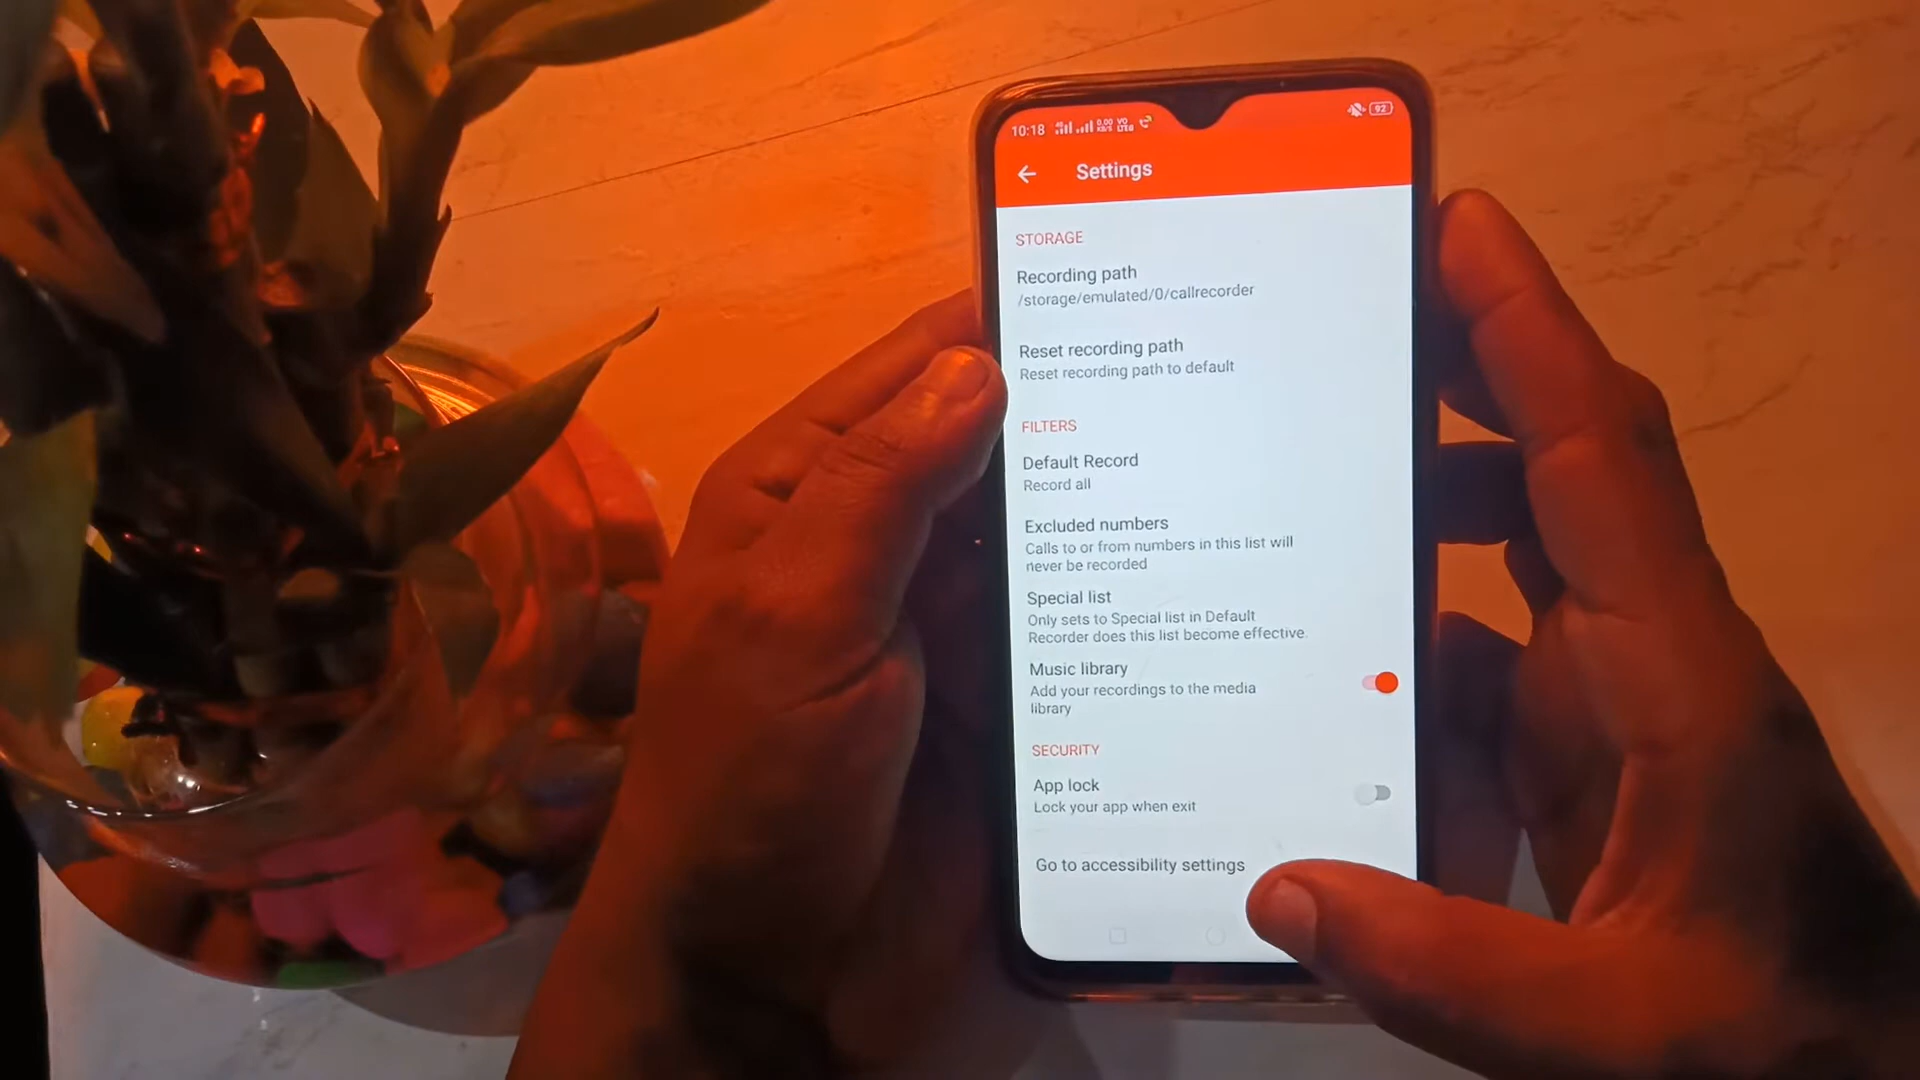 10:18
92
Settings
STORAGE
Recording path
/storage/emulated/0/callrecorder
Reset recording path
Reset recording path to default
FILTERS
Default Record
Record all
Excluded numbers
Calls to or from numbers in this list will
never be recorded
Special list
Only sets to Special list in Default
Recorder does this list become effective.
Music library
Add your recordings to the media
library
SECURITY
App lock
Lock your app when exit
Go to accessibility settings